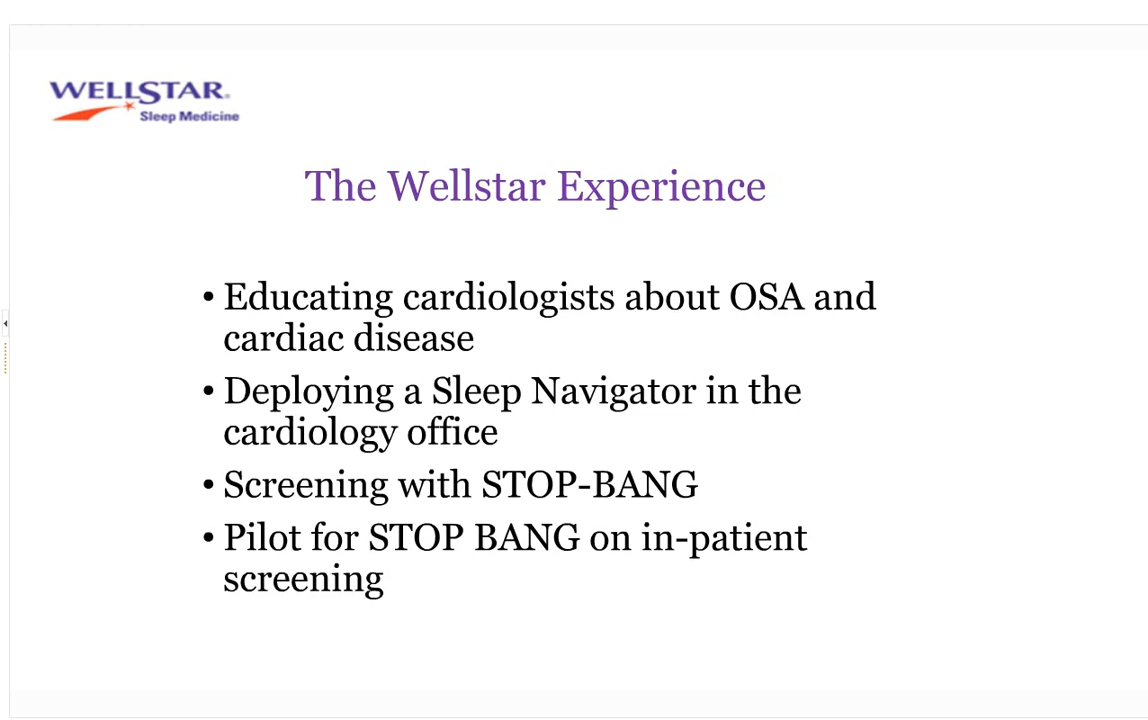 WELLSTAR®
Sleep Medicine
The Wellstar Experience
• Educating cardiologists about OSA and
cardiac disease
• Deploying a Sleep Navigator in the
cardiology office
• Screening with STOP-BANG
• Pilot for STOP BANG on in-patient
screening